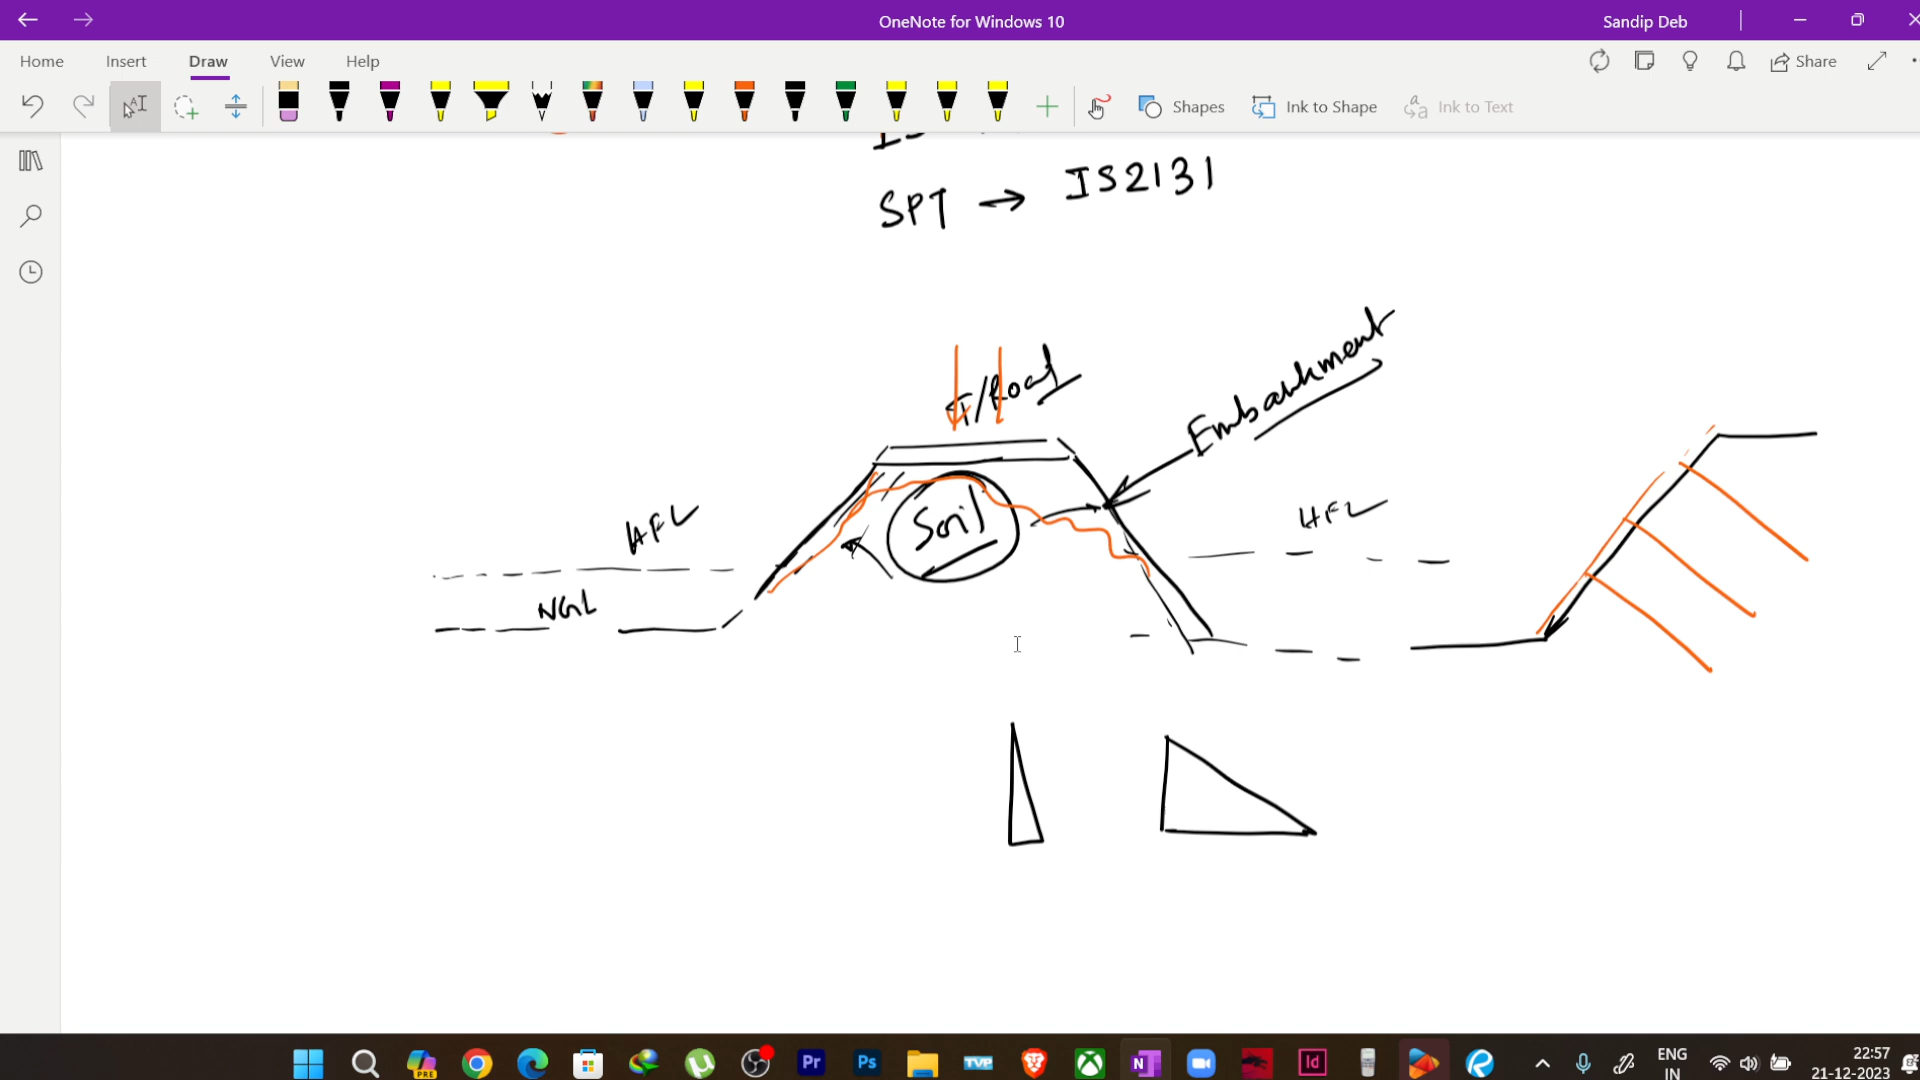 OneNote for Windows 10
Sandip Deb
Home Insert Draw View Help
Share
Shapes
Ink to Shape
Ink to Text
SPT → IS2131
Embankment
Soil
HFL
HFL
NGL
ENG
IN
22:57
21-12-2023